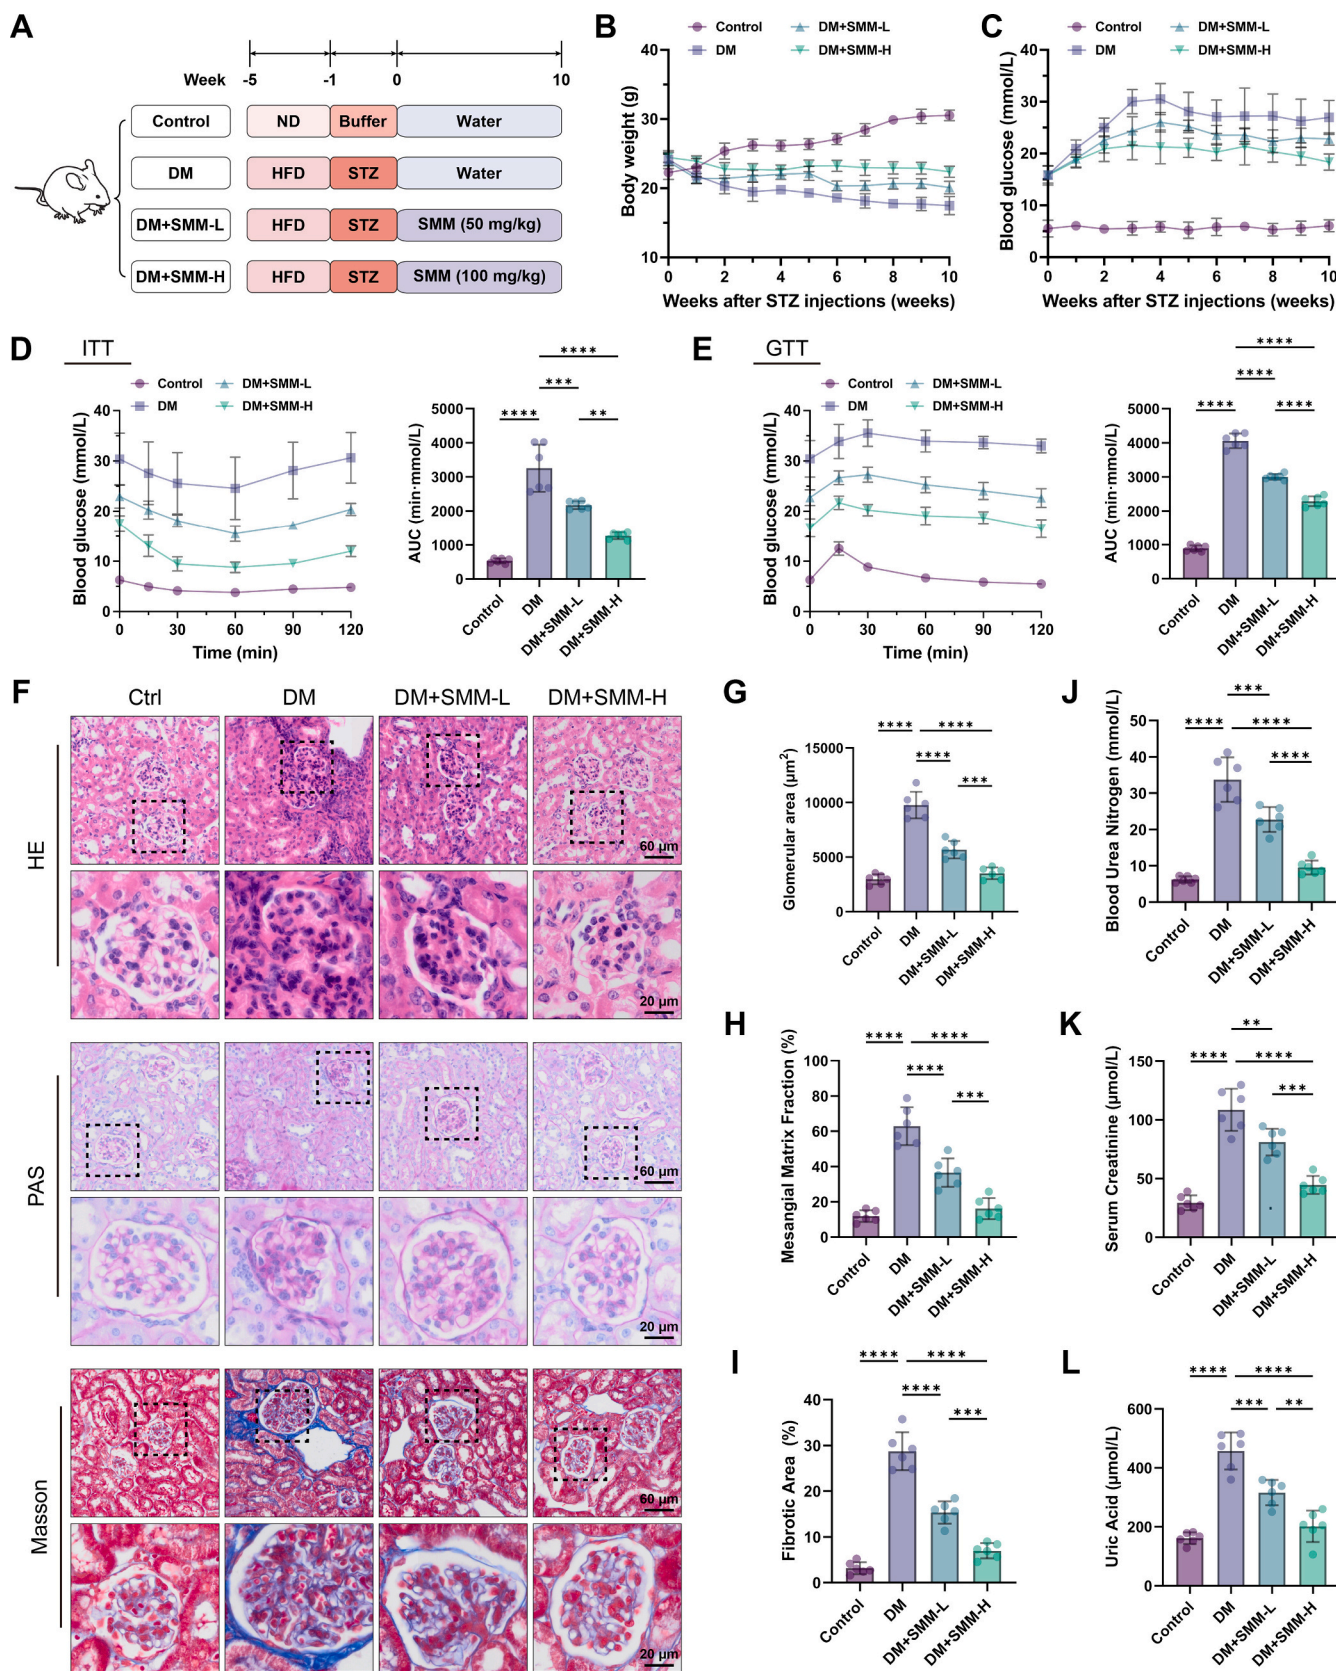 A
Week
-5
-1
0
10
Control
ND
Buffer
Water
DM
HFD
STZ
Water
DM+SMM-L
HFD
STZ
SMM (50 mg/kg)
DM+SMM-H
HFD
STZ
SMM (100 mg/kg)
B
Control
DM+SMM-L
DM
DM+SMM-H
Body weight (g)
40
30
20
10
0 2 4 6 8 10
Weeks after STZ injections (weeks)
C
Control
DM+SMM-L
DM
DM+SMM-H
Blood glucose (mmol/L)
40
30
20
10
0
0 2 4 6 8 10
Weeks after STZ injections (weeks)
D
ITT
Control
DM+SMM-L
DM
DM+SMM-H
Blood glucose (mmol/L)
40
30
20
10
0
0 30 60 90 120
Time (min)
****
***
**** **
AUC (min·mmol/L)
5000
4000
3000
2000
1000
0
Control
DM
DM+SMM-L
DM+SMM-H
E
GTT
Control
DM+SMM-L
DM
DM+SMM-H
Blood glucose (mmol/L)
40
30
20
10
0
0 30 60 90 120
Time (min)
****
****
**** ****
AUC (min·mmol/L)
5000
4000
3000
2000
1000
0
Control
DM
DM+SMM-L
DM+SMM-H
F
Ctrl
DM
DM+SMM-L
DM+SMM-H
HE
60 μm
20 μm
PAS
60 μm
20 μm
Masson
60 μm
20 μm
G
**** ****
****
***
Glomerular area (μm²)
15000
10000
5000
0
Control
DM
DM+SMM-L
DM+SMM-H
H
**** ****
****
***
Mesangial Matrix Fraction (%)
100
80
60
40
20
0
Control
DM
DM+SMM-L
DM+SMM-H
I
**** ****
****
***
Fibrotic Area (%)
40
30
20
10
0
Control
DM
DM+SMM-L
DM+SMM-H
J
***
**** ****
****
Blood Urea Nitrogen (mmol/L)
50
40
30
20
10
0
Control
DM
DM+SMM-L
DM+SMM-H
K
**
**** ****
***
Serum Creatinine (μmol/L)
150
100
50
0
Control
DM
DM+SMM-L
DM+SMM-H
L
**** ****
*** **
Uric Acid (μmol/L)
600
400
200
0
Control
DM
DM+SMM-L
DM+SMM-H